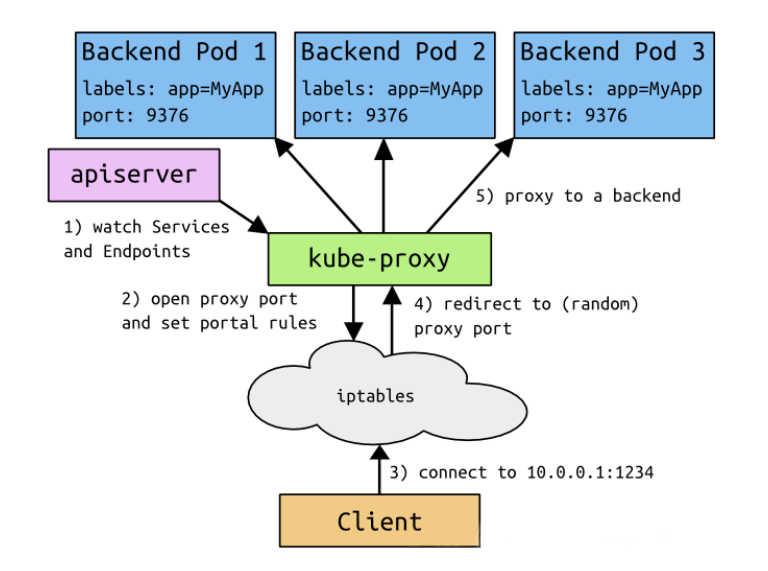 Backend Pod 1
labels: app=MyApp
port: 9376
Backend Pod 2
labels: app=MyApp
port: 9376
Backend Pod 3
labels: app=MyApp
port: 9376
apiserver
1) watch Services
and Endpoints
5) proxy to a backend
kube-proxy
2) open proxy port
and set portal rules
4) redirect to (random)
proxy port
iptables
3) connect to 10.0.0.1:1234
Client